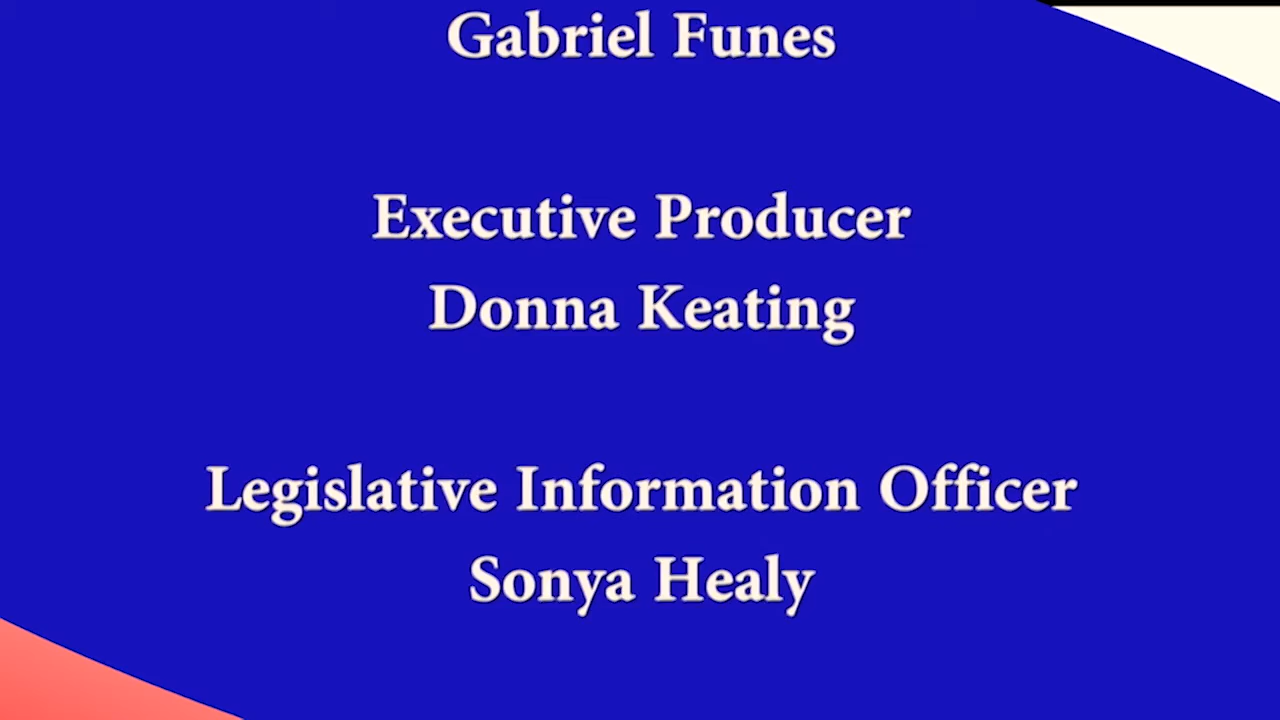 Gabriel Funes
Executive Producer
Donna Keating
Legislative Information Officer
Sonya Healy